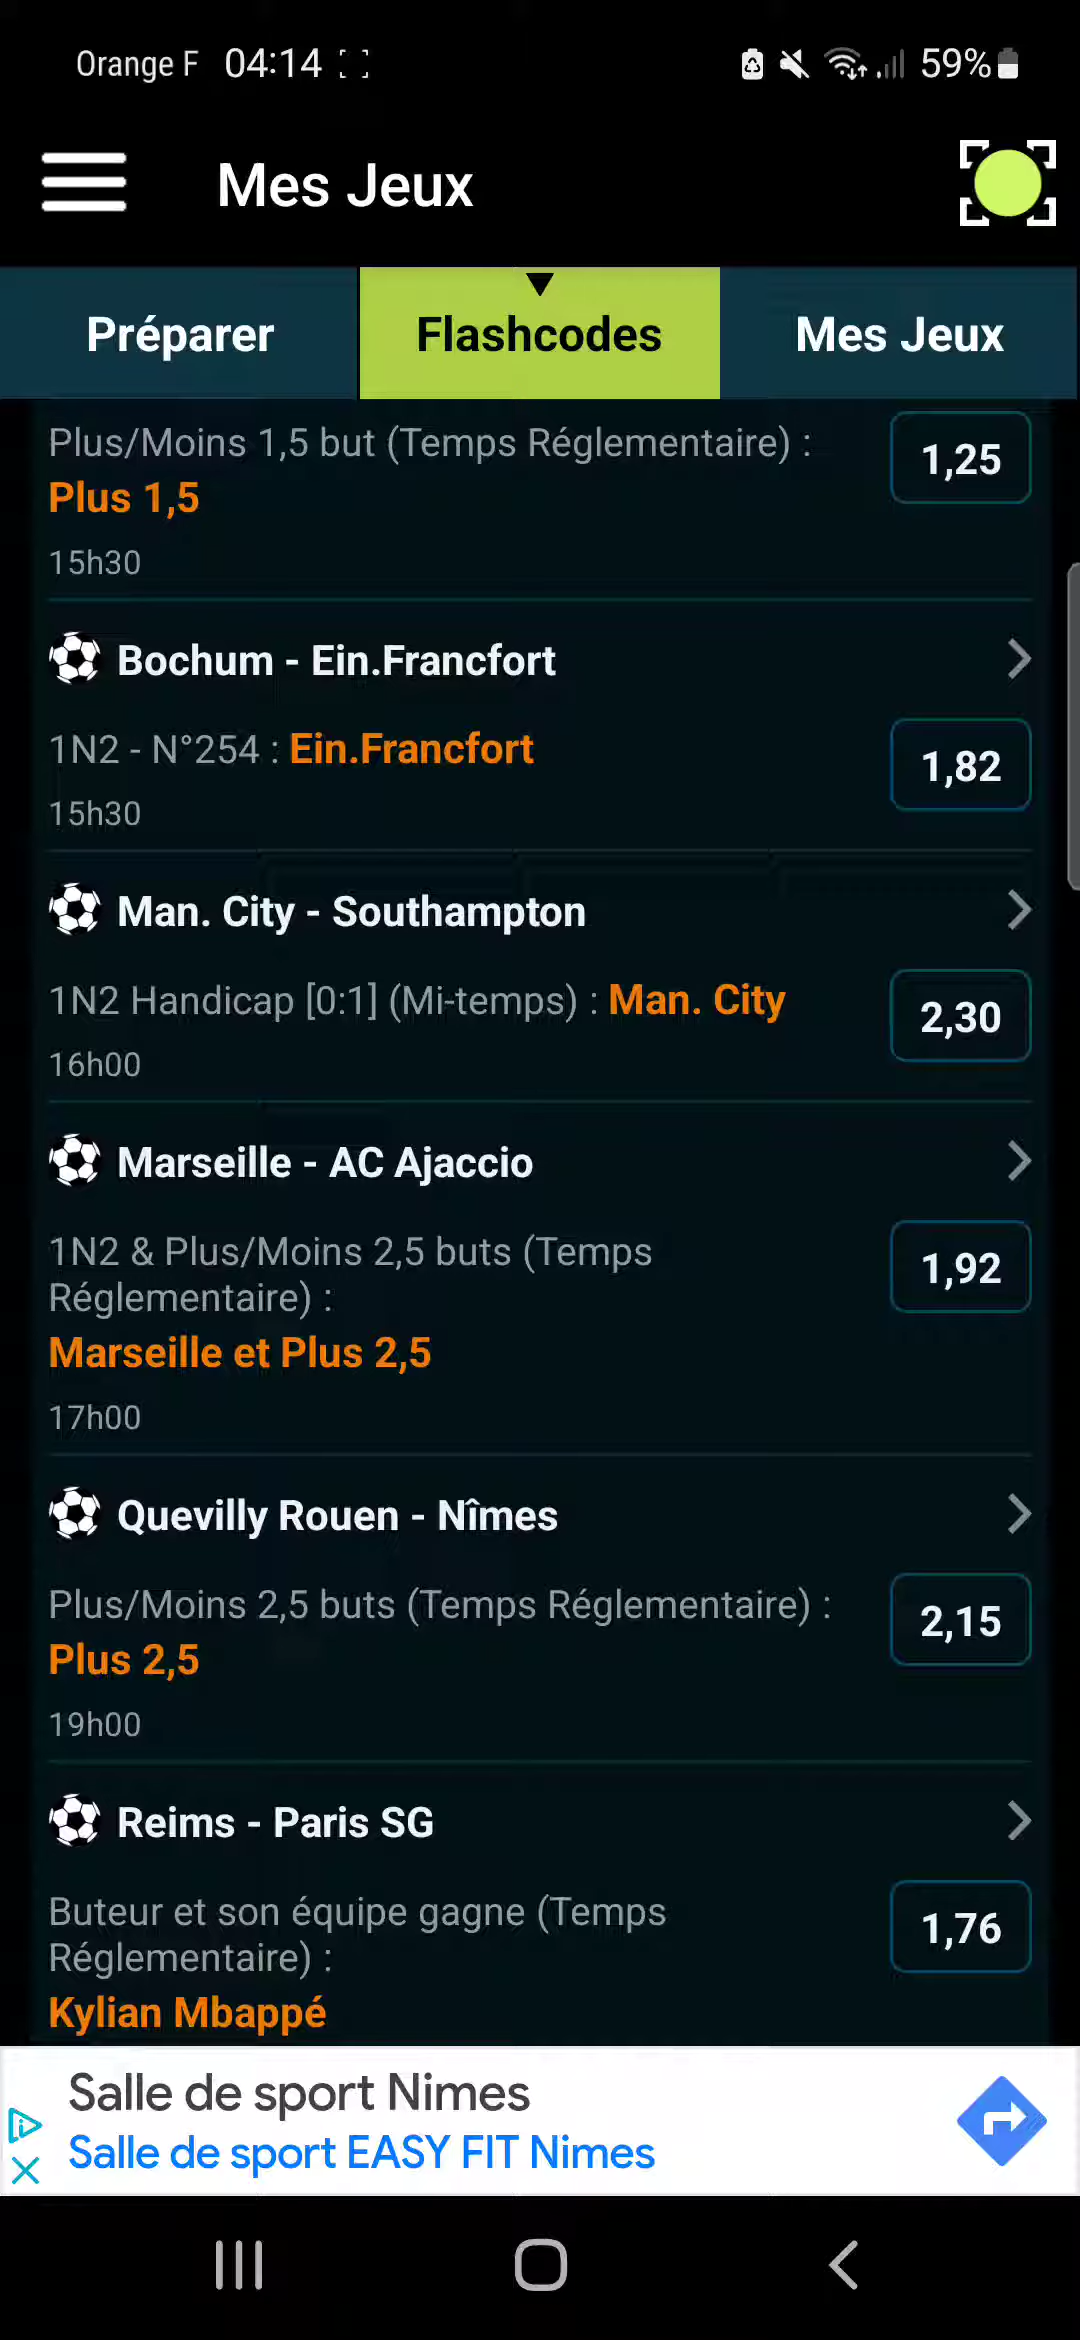 Orange F 04:14 59%
Mes Jeux
Préparer Flashcodes Mes Jeux
Plus/Moins 1,5 but (Temps Réglementaire) :
Plus 1,5
1,25
15h30
Bochum - Ein.Francfort
1N2 - N°254 : Ein.Francfort
1,82
15h30
Man. City - Southampton
1N2 Handicap [0:1] (Mi-temps) : Man. City
2,30
16h00
Marseille - AC Ajaccio
1N2 & Plus/Moins 2,5 buts (Temps
Réglementaire) :
Marseille et Plus 2,5
1,92
17h00
Quevilly Rouen - Nîmes
Plus/Moins 2,5 buts (Temps Réglementaire) :
Plus 2,5
2,15
19h00
Reims - Paris SG
Buteur et son équipe gagne (Temps
Réglementaire) :
Kylian Mbappé
1,76
Salle de sport Nimes
Salle de sport EASY FIT Nimes